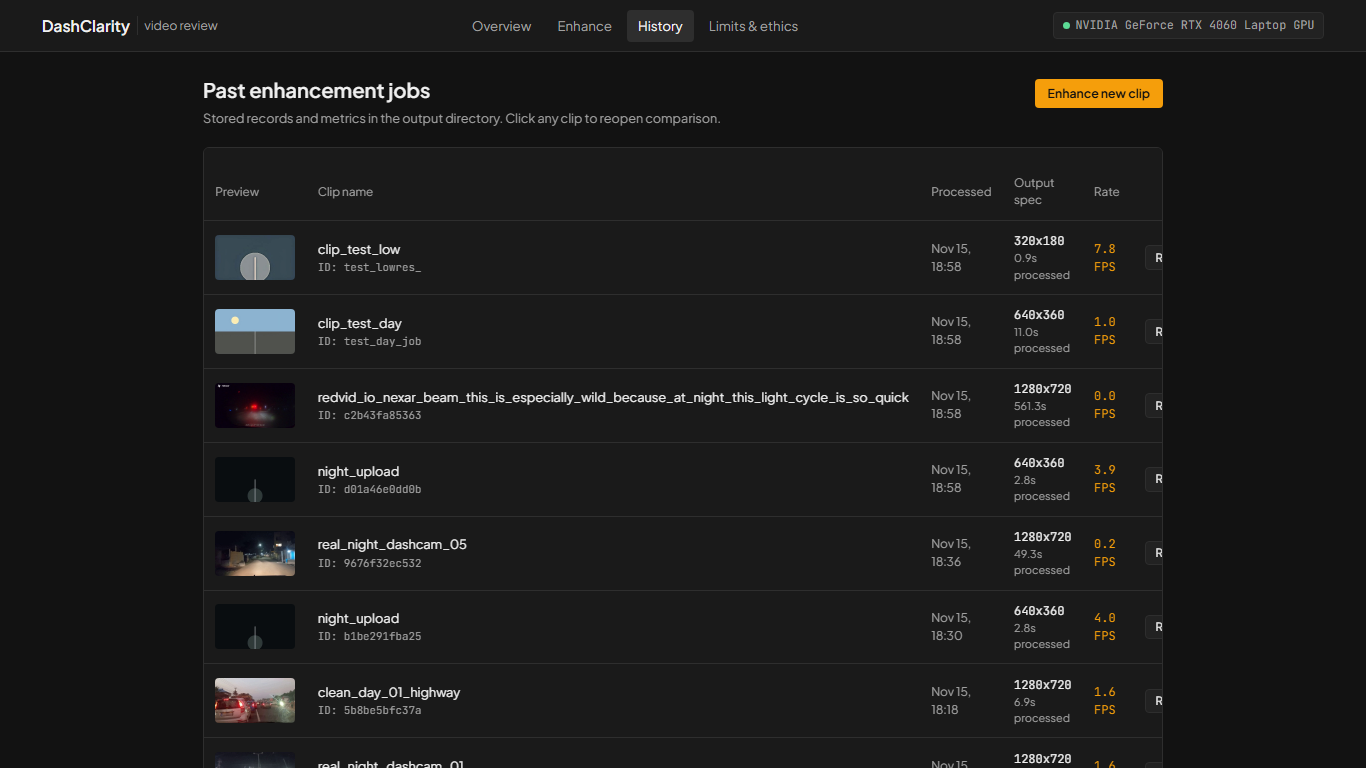 DashClarity video review Overview Enhance History Limits & ethics NVIDIA GeForce RTX 4060 Laptop GPU
Past enhancement jobs
Enhance new clip
Stored records and metrics in the output directory. Click any clip to reopen comparison.
Preview Clip name Processed Output spec Rate
clip_test_low
ID: test_lowres_
Nov 15, 18:58
320x180
0.9s processed
7.8 FPS
R
clip_test_day
ID: test_day_job
Nov 15, 18:58
640x360
11.0s processed
1.0 FPS
R
redvid_io_nexar_beam_this_is_especially_wild_because_at_night_this_light_cycle_is_so_quick
ID: c2b43fa85363
Nov 15, 18:58
1280x720
561.3s processed
0.0 FPS
R
night_upload
ID: d01a46e0dd0b
Nov 15, 18:58
640x360
2.8s processed
3.9 FPS
R
real_night_dashcam_05
ID: 9676f32ec532
Nov 15, 18:36
1280x720
49.3s processed
0.2 FPS
R
night_upload
ID: b1be291fba25
Nov 15, 18:30
640x360
2.8s processed
4.0 FPS
R
clean_day_01_highway
ID: 5b8be5bfc37a
Nov 15, 18:18
1280x720
6.9s processed
1.6 FPS
R
real_night_dashcam_01
1280x720
1.6